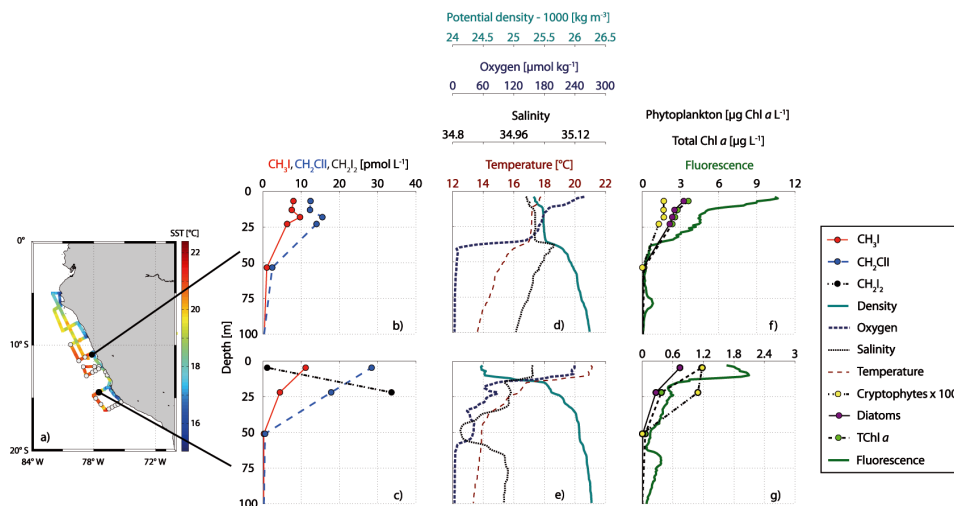 Potential density - 1000 [kg m⁻³]
24 24.5 25 25.5 26 26.5
Oxygen [µmol kg⁻¹]
0 60 120 180 240 300
Salinity
34.8 34.96 35.12
Temperature [°C]
12 14 16 18 20 22
Phytoplankton [µg Chl a L⁻¹]
Total Chl a [µg L⁻¹]
Fluorescence
0 3 6 9 12
CH₃I, CH₂ClI, CH₂I₂ [pmol L⁻¹]
0 10 20 30 40
0
25
50
75
100
b)
d)
f)
SST [°C]
22
20
18
16
0°
10°S
20°S
84°W 78°W 72°W
a)
Depth [m]
0 0.6 1.2 1.8 2.4 3
0
25
50
75
100
c)
e)
g)
CH₃I
CH₂ClI
CH₂I₂
Density
Oxygen
Salinity
Temperature
Cryptophytes x 100
Diatoms
TChl a
Fluorescence